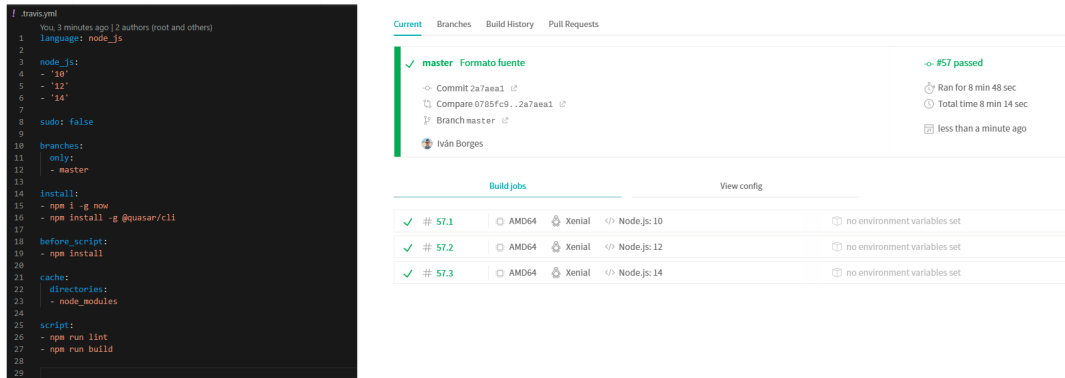 .travis.yml
You, 3 minutes ago | 2 authors (root and others)
1 language: node_js
2
3 node_js:
4 - '10'
5 - '12'
6 - '14'
7
8 sudo: false
9
10 branches:
11 only:
12 - master
13
14 install:
15 - npm i -g now
16 - npm install -g @quasar/cli
17
18 before_script:
19 - npm install
20
21 cache:
22 directories:
23 - node_modules
24
25 script:
26 - npm run lint
27 - npm run build
28
29
Current Branches Build History Pull Requests
master Formato fuente
Commit 2a7aea1
Compare 0785fc9..2a7aea1
Branch master
Iván Borges
#57 passed
Ran for 8 min 48 sec
Total time 8 min 14 sec
less than a minute ago
Build jobs View config
# 57.1 AMD64 Xenial </> Node.js: 10 no environment variables set
# 57.2 AMD64 Xenial </> Node.js: 12 no environment variables set
# 57.3 AMD64 Xenial </> Node.js: 14 no environment variables set